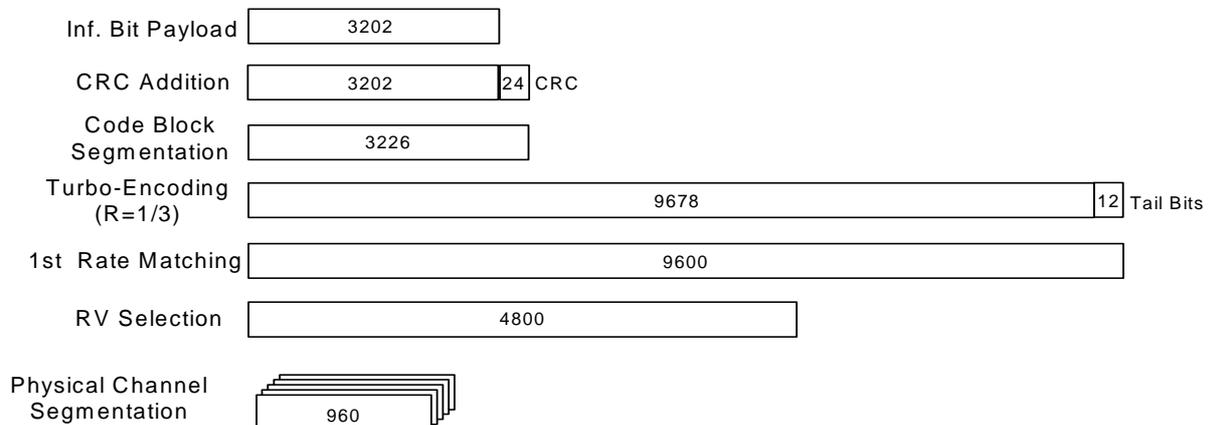 Inf. Bit Payload 3202
CRC Addition 3202 24 CRC
Code Block
Segmentation 3226
Turbo-Encoding
(R=1/3) 9678 12 Tail Bits
1st Rate Matching 9600
RV Selection 4800
Physical Channel
Segmentation 960